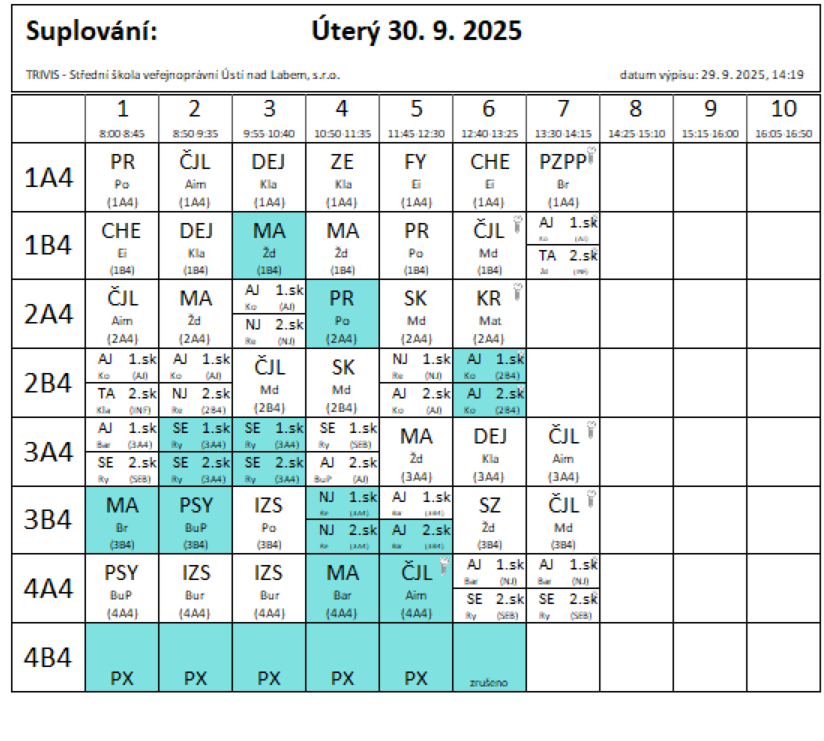 Suplování: Úterý 30. 9. 2025
TRIVIS - Střední škola veřejnoprávní Ústí nad Labem, s.r.o. datum výpisu: 29. 9. 2025, 14:19
1 2 3 4 5 6 7 8 9 10
8:00-8:45 8:50-9:35 9:55-10:40 10:50-11:35 11:45-12:30 12:40-13:25 13:30-14:15 14:25-15:10 15:15-16:00 16:05-16:50
1A4
PR ČJL DEJ ZE FY CHE PZPP
Po Aim Kla Kla Ei Ei Br
(1A4) (1A4) (1A4) (1A4) (1A4) (1A4) (1A4)
1B4
CHE DEJ MA MA PR ČJL AJ 1.sk
Ei Kla Žd Žd Po Md Ko (AJ)
(1B4) (1B4) (1B4) (1B4) (1B4) (1B4) TA 2.sk
Žd (INF)
2A4
ČJL MA AJ 1.sk PR SK KR
Aim Žd Ko (AJ) Po Md Mat
(2A4) (2A4) NJ 2.sk (2A4) (2A4) (2A4)
Re (NJ)
2B4
AJ 1.sk AJ 1.sk ČJL SK NJ 1.sk AJ 1.sk
Ko (AJ) Ko (AJ) Md Md Re (NJ) Ko (2B4)
TA 2.sk NJ 2.sk (2B4) (2B4) AJ 2.sk AJ 2.sk
Kla (INF) Re (2B4) Ko (AJ) Ko (2B4)
3A4
AJ 1.sk SE 1.sk SE 1.sk SE 1.sk MA DEJ ČJL
Bar (3A4) Ry (3A4) Ry (3A4) Ry (SEB) Žd Kla Aim
SE 2.sk SE 2.sk SE 2.sk AJ 2.sk (3A4) (3A4) (3A4)
Ry (SEB) Ry (3A4) Ry (3A4) BuP (AJ)
3B4
MA PSY IZS NJ 1.sk AJ 1.sk SZ ČJL
Br BuP Po Re (3A4) Bar (3B4) Žd Md
(3B4) (3B4) (3B4) NJ 2.sk AJ 2.sk (3B4) (3B4)
Re (3A4) Bar (3B4)
4A4
PSY IZS IZS MA ČJL AJ 1.sk AJ 1.sk
BuP Bur Bur Bar Aim Bar (NJ) Bar (NJ)
(4A4) (4A4) (4A4) (4A4) (4A4) SE 2.sk SE 2.sk
Ry (SEB) Ry (SEB)
4B4
PX PX PX PX PX zrušeno